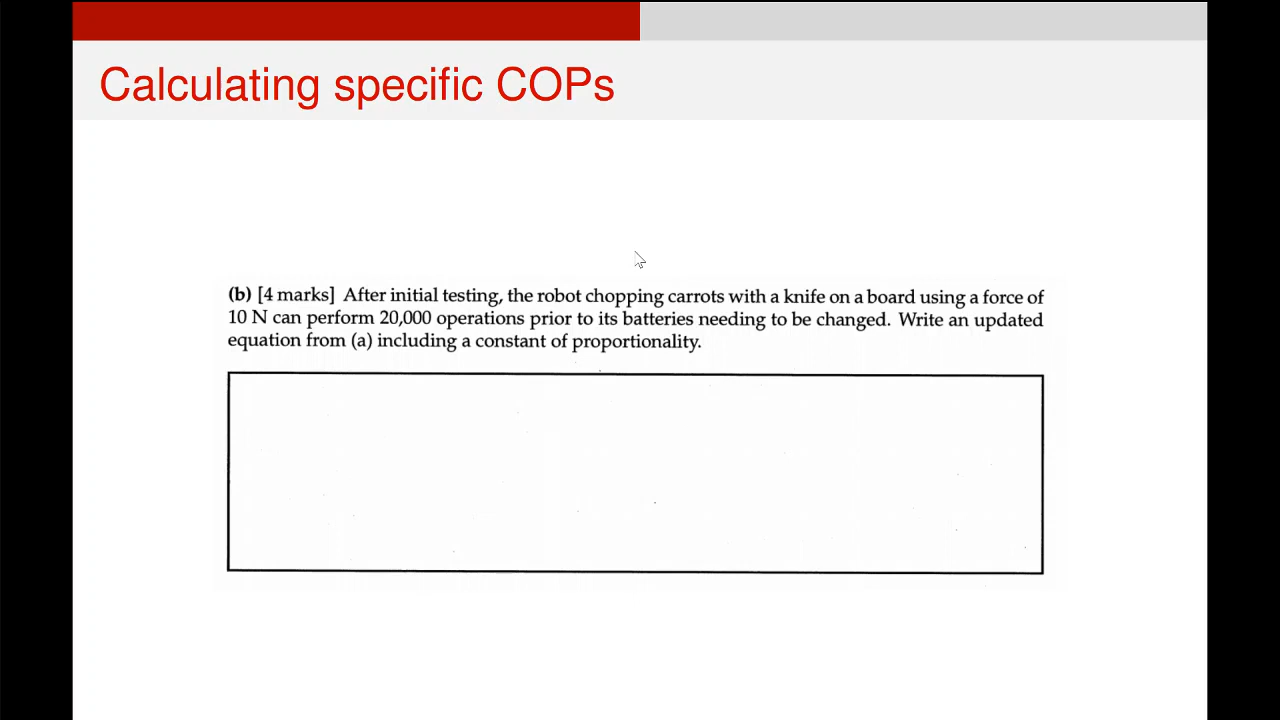 Calculating specific COPs
(b) [4 marks] After initial testing, the robot chopping carrots with a knife on a board using a force of
10 N can perform 20,000 operations prior to its batteries needing to be changed. Write an updated
equation from (a) including a constant of proportionality.